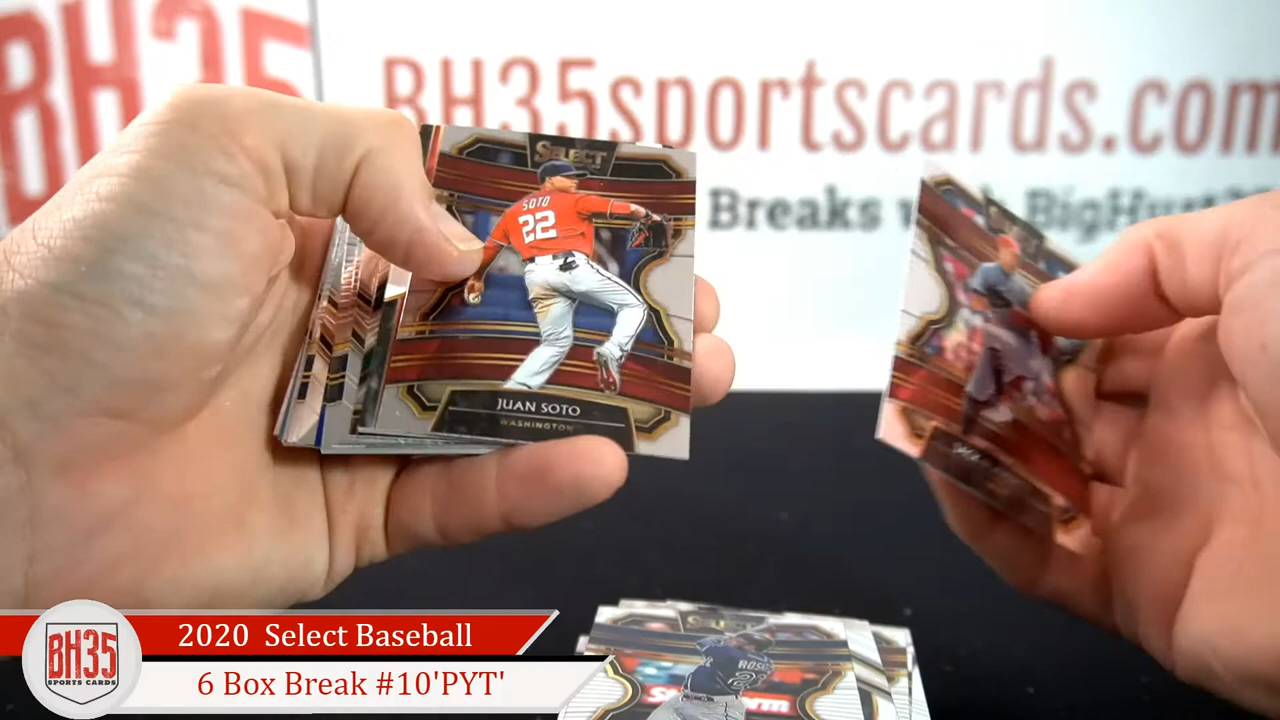 BH35
BH35sportscards.com
Breaks
SELECT
SOTO
22
JUAN SOTO
WASHINGTON
SELECT
BH35
SPORTS CARDS
2020 Select Baseball
6 Box Break #10'PYT'